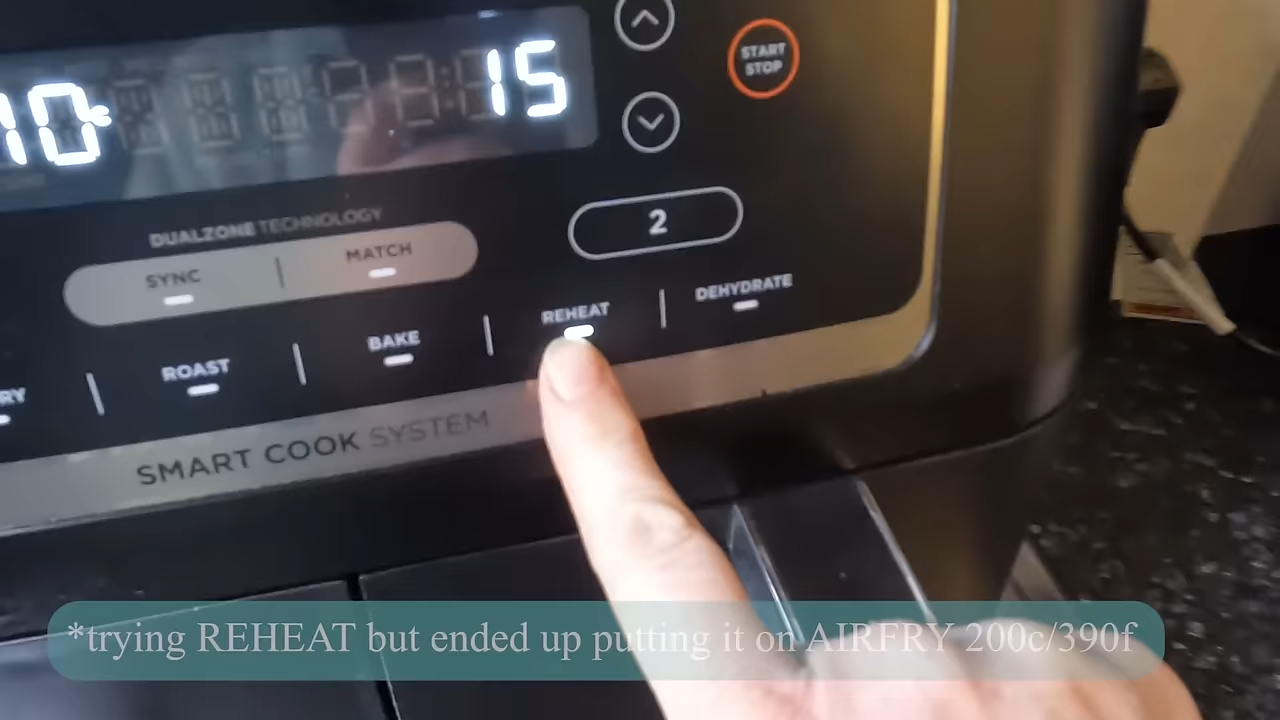 15
START
STOP
DUALZONE TECHNOLOGY
SYNC
MATCH
2
ROAST
BAKE
REHEAT
DEHYDRATE
SMART COOK SYSTEM
*trying REHEAT but ended up putting it on AIRFRY 200c/390f